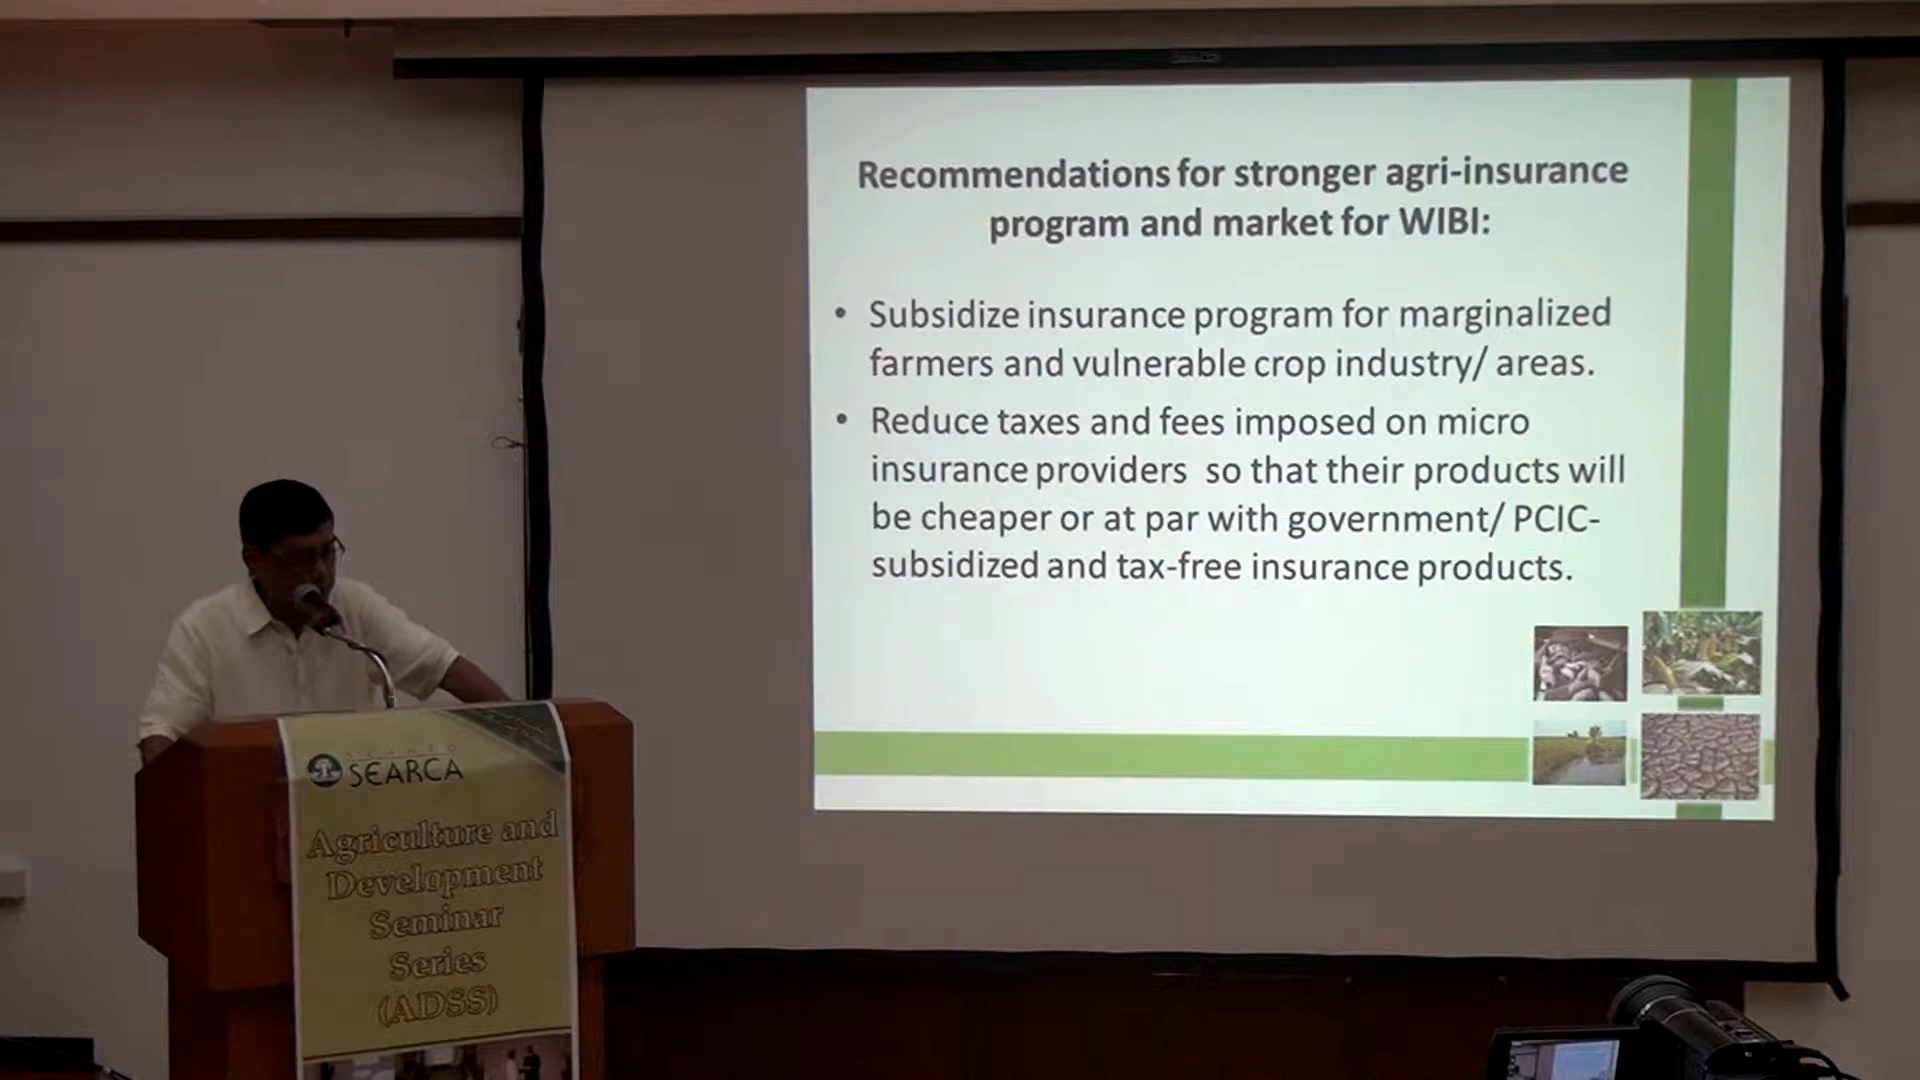 Recommendations for stronger agri-insurance
program and market for WIBI:
• Subsidize insurance program for marginalized
farmers and vulnerable crop industry/ areas.
• Reduce taxes and fees imposed on micro
insurance providers so that their products will
be cheaper or at par with government/ PCIC-
subsidized and tax-free insurance products.
SEARCA
Agriculture and
Development
Seminar
Series
(ADSS)